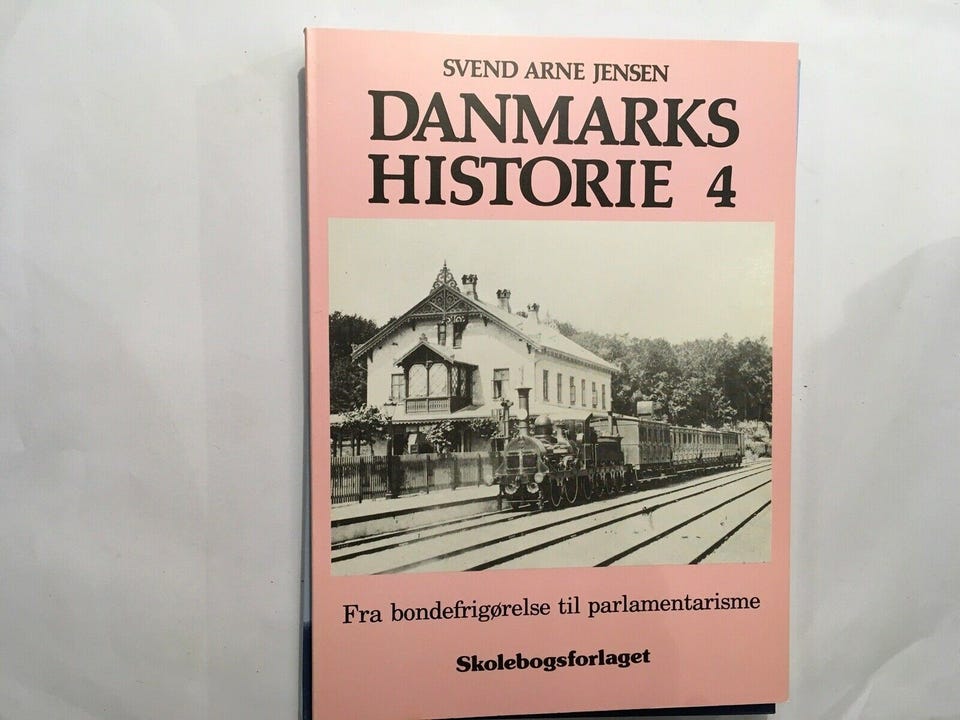 SVEND ARNE JENSEN
DANMARKS
HISTORIE 4
Fra bondefrigørelse til parlamentarisme
Skolebogsforlaget